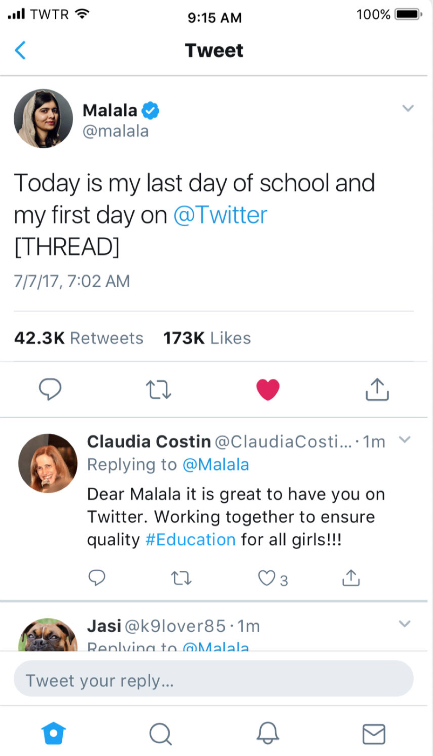 TWTR 9:15 AM 100%
Tweet
Malala
@malala
Today is my last day of school and
my first day on @Twitter
[THREAD]
7/7/17, 7:02 AM
42.3K Retweets 173K Likes
Claudia Costin @ClaudiaCosti... · 1m
Replying to @Malala
Dear Malala it is great to have you on
Twitter. Working together to ensure
quality #Education for all girls!!!
3
Jasi @k9lover85 · 1m
Replying to @Malala
Tweet your reply...